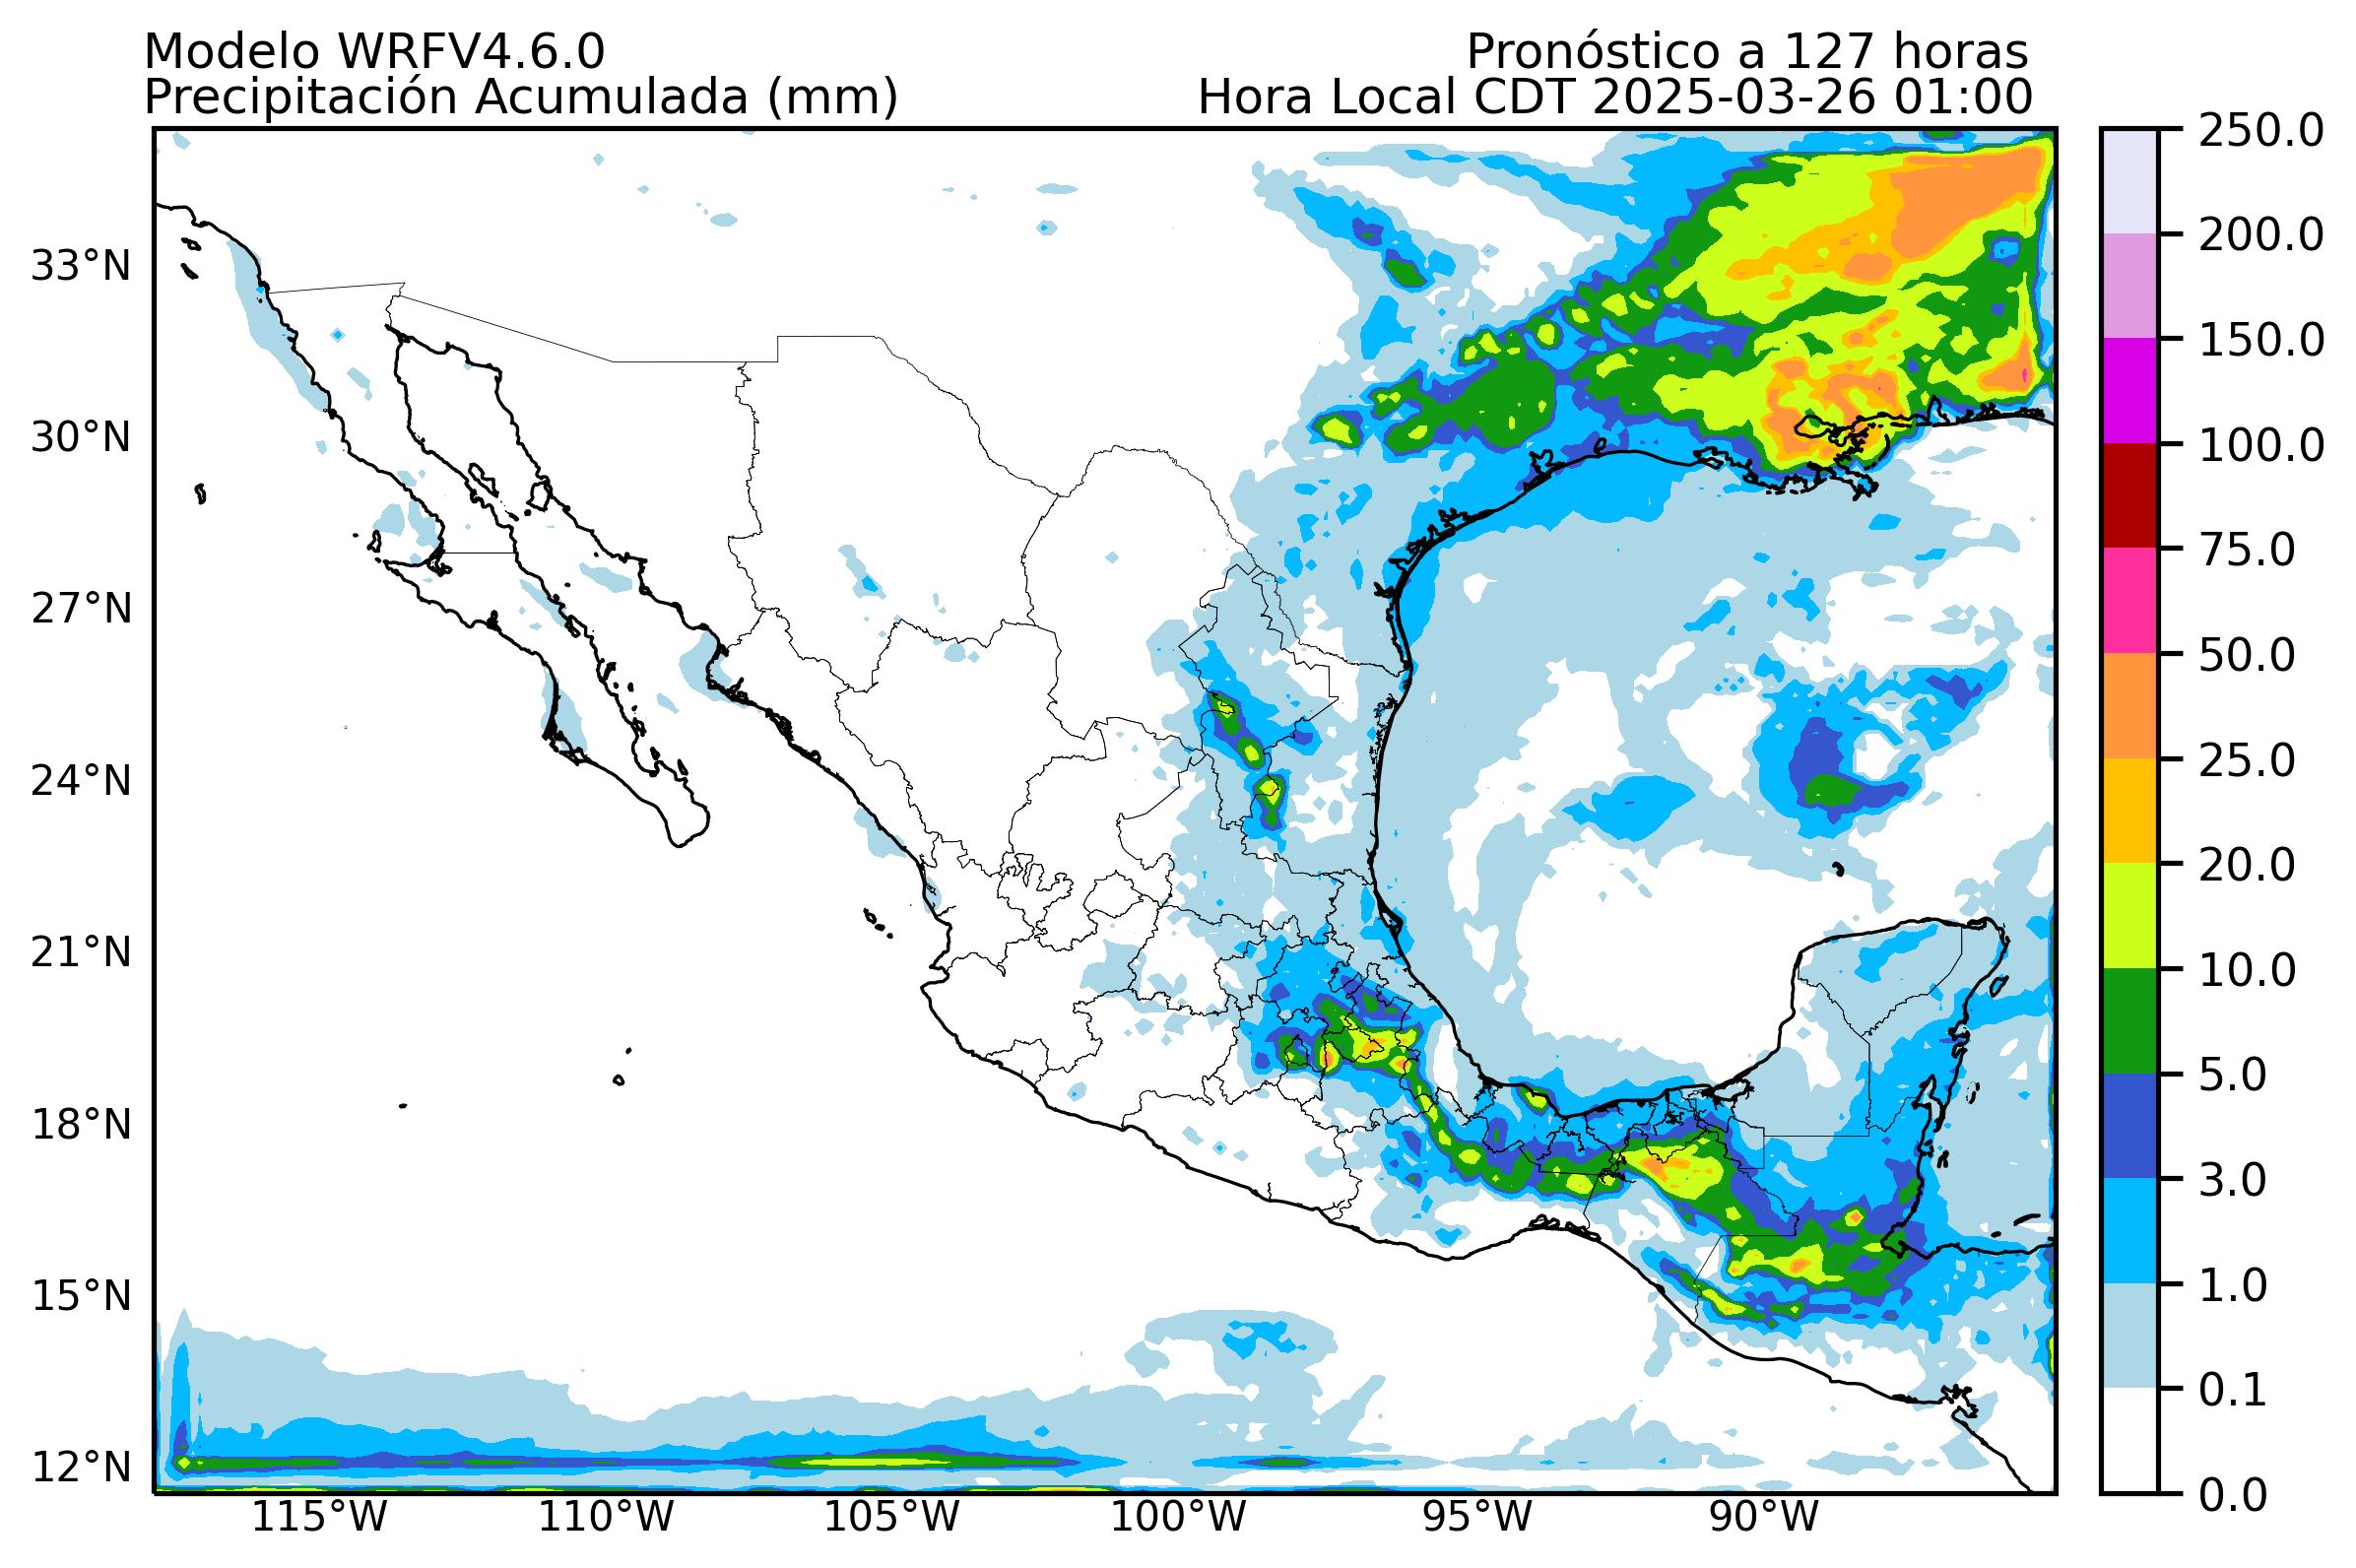 Modelo WRFV4.6.0
Pronóstico a 127 horas
Precipitación Acumulada (mm)
Hora Local CDT 2025-03-26 01:00
33°N
30°N
27°N
24°N
21°N
18°N
15°N
12°N
115°W
110°W
105°W
100°W
95°W
90°W
250.0
200.0
150.0
100.0
75.0
50.0
25.0
20.0
10.0
5.0
3.0
1.0
0.1
0.0